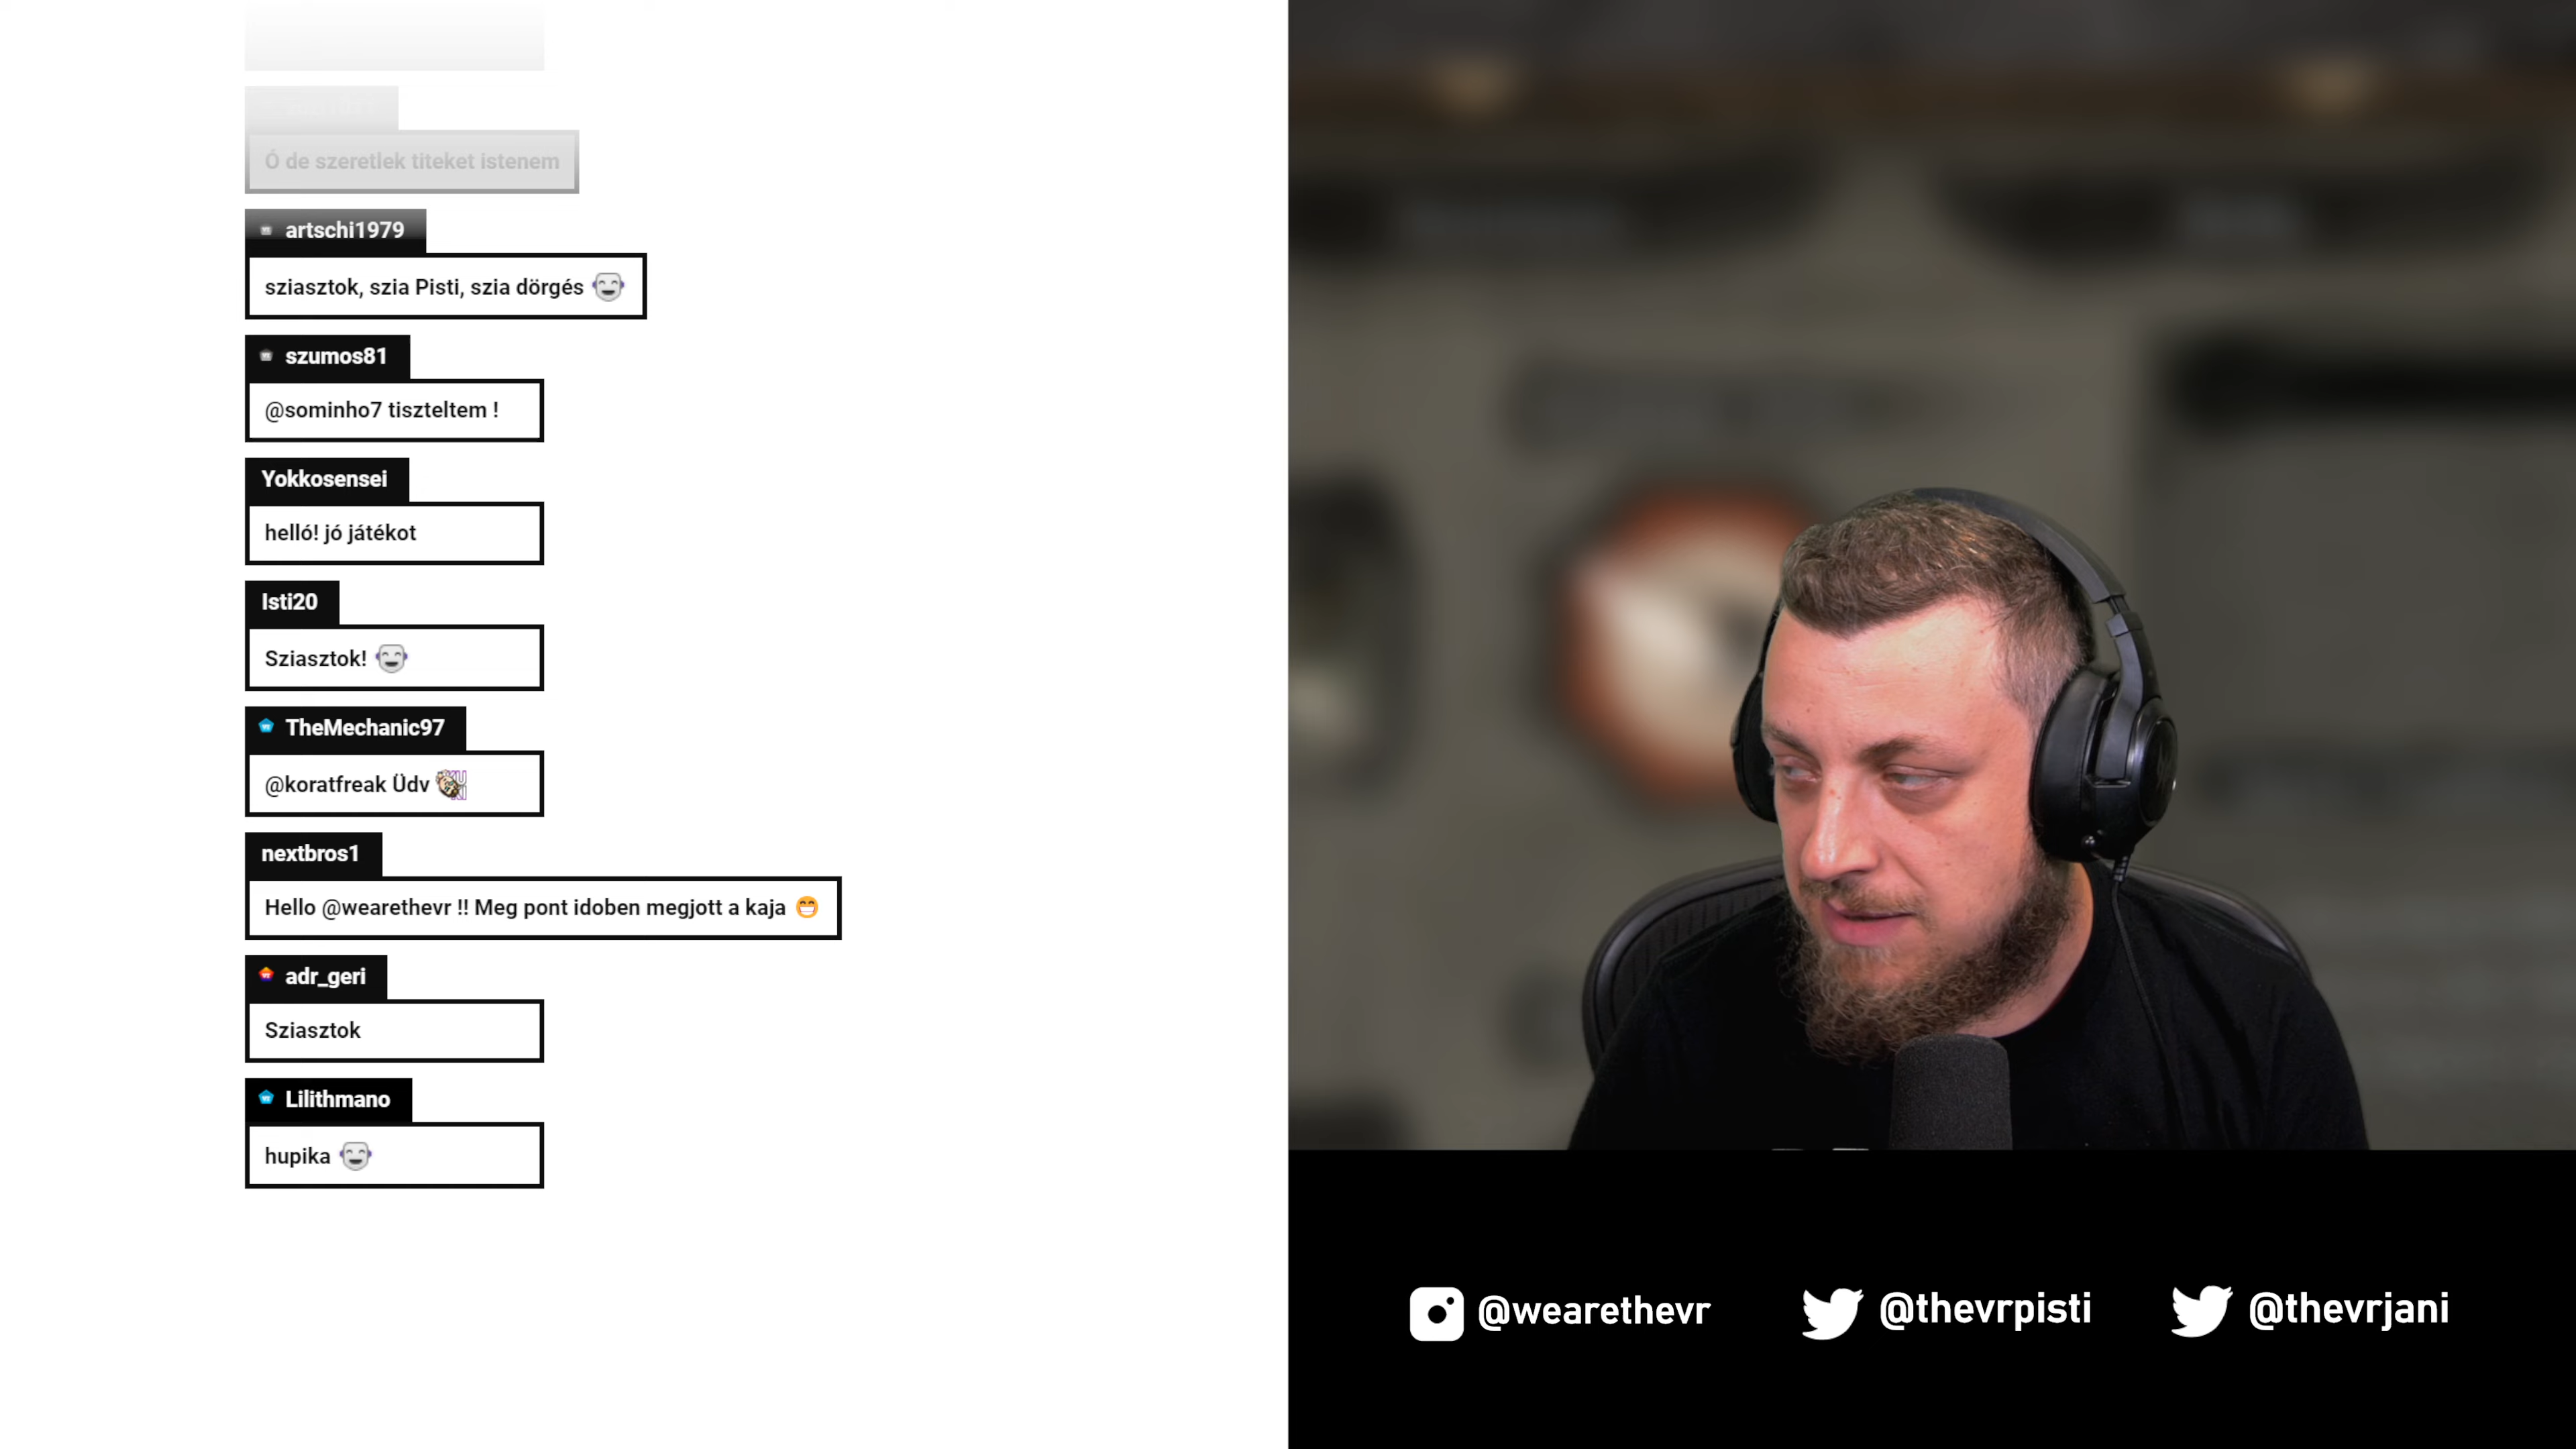 Ó de szeretlek titeket istenem
artschi1979
sziasztok, szia Pisti, szia dörgés
szumos81
@sominho7 tiszteltem !
Yokkosensei
helló! jó játékot
Isti20
Sziasztok!
TheMechanic97
@koratfreak Üdv
nextbros1
Hello @wearethevr !! Meg pont idoben megjott a kaja
adr_geri
Sziasztok
Lilithmano
hupika
@wearethevr @thevrpisti @thevrjani